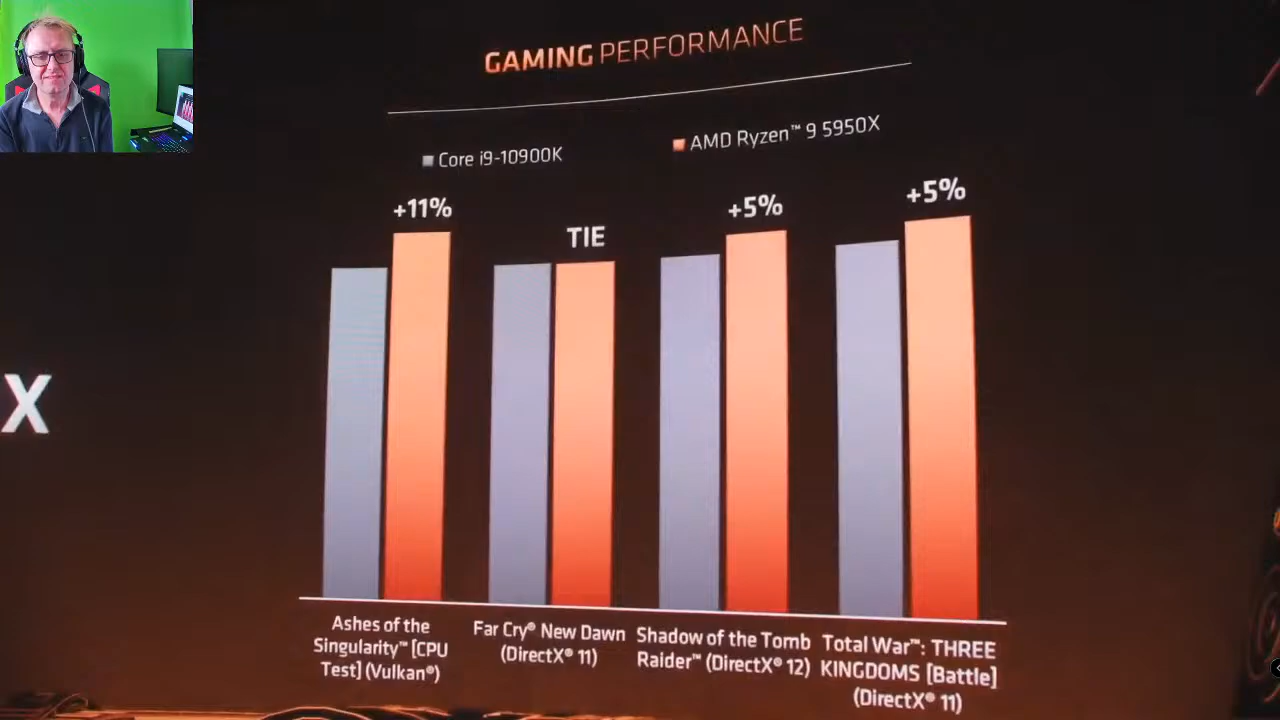 GAMING PERFORMANCE
Core i9-10900K
AMD Ryzen™ 9 5950X
+11%
TIE
+5%
+5%
X
Ashes of the
Singularity™ [CPU
Test] (Vulkan®)
Far Cry® New Dawn
(DirectX® 11)
Shadow of the Tomb
Raider™ (DirectX® 12)
Total War™: THREE
KINGDOMS [Battle]
(DirectX® 11)